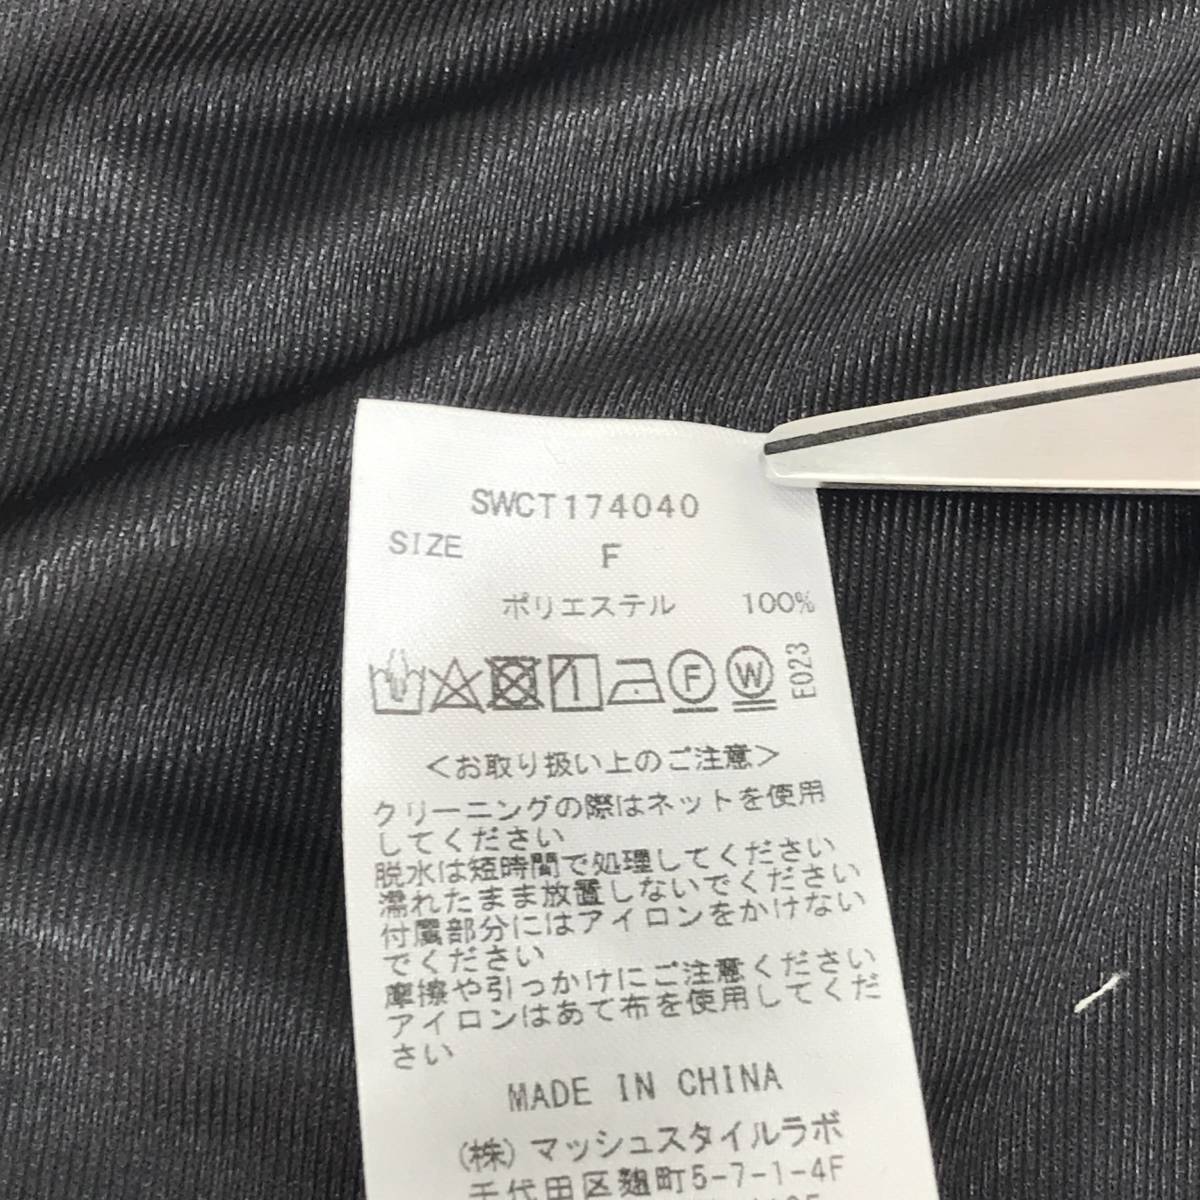 SWCT174040
SIZE F
ポリエステル 100%
F W E023
<お取り扱い上のご注意>
クリーニングの際はネットを使用
してください
脱水は短時間で処理してください
濡れたまま放置しないでください
付属部分にはアイロンをかけない
でください
摩擦や引っかけにご注意ください
アイロンはあて布を使用してくだ
さい
MADE IN CHINA
(株)マッシュスタイルラボ
千代田区麹町5-7-1-4F